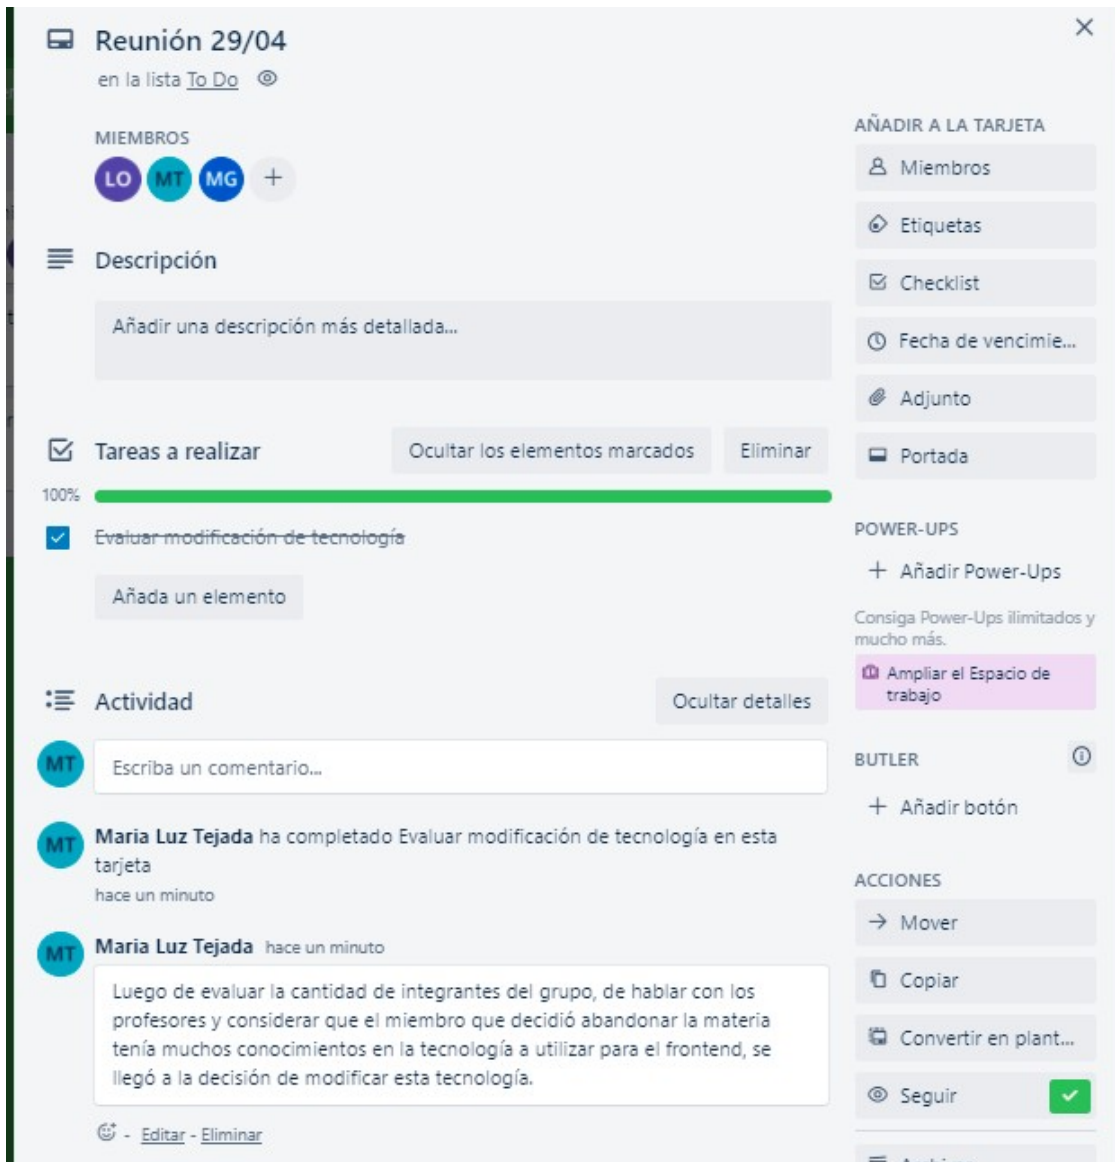 Reunión 29/04
en la lista To Do
MIEMBROS
LO MT MG
Descripción
Añadir una descripción más detallada...
Tareas a realizar
Ocultar los elementos marcados
Eliminar
100%
Evaluar modificación de tecnología
Añada un elemento
Actividad
Ocultar detalles
MT
Escriba un comentario...
MT
Maria Luz Tejada ha completado Evaluar modificación de tecnología en esta
tarjeta
hace un minuto
MT
Maria Luz Tejada hace un minuto
Luego de evaluar la cantidad de integrantes del grupo, de hablar con los
profesores y considerar que el miembro que decidió abandonar la materia
tenía muchos conocimientos en la tecnología a utilizar para el frontend, se
llegó a la decisión de modificar esta tecnología.
- Editar - Eliminar
AÑADIR A LA TARJETA
Miembros
Etiquetas
Checklist
Fecha de vencimie...
Adjunto
Portada
POWER-UPS
+ Añadir Power-Ups
Consiga Power-Ups ilimitados y
mucho más.
Ampliar el Espacio de
trabajo
BUTLER
+ Añadir botón
ACCIONES
→ Mover
Copiar
Convertir en plant...
Seguir